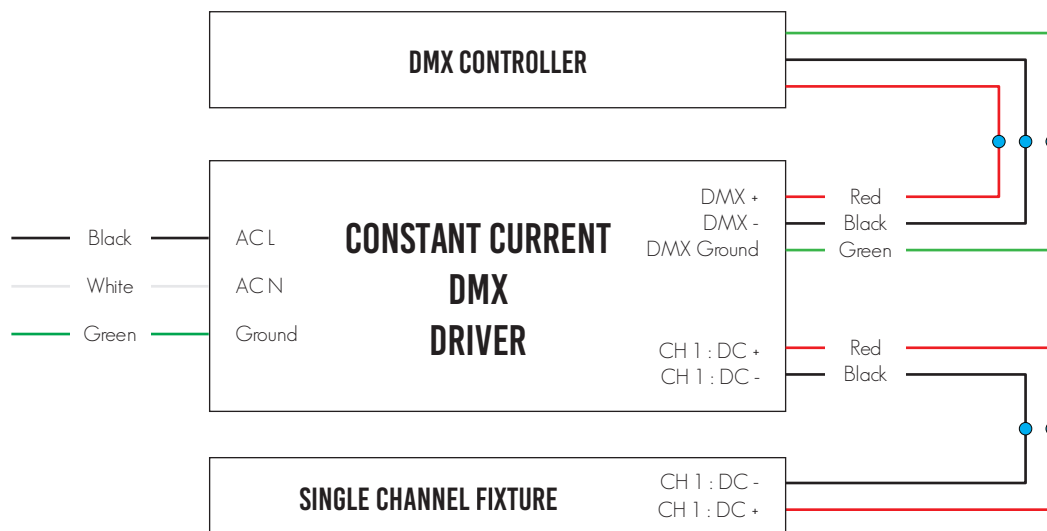 DMX CONTROLLER
DMX +
Red
DMX -
Black
DMX Ground
Green
Black
AC L
White
AC N
Green
Ground
CONSTANT CURRENT
DMX
DRIVER
CH 1 : DC +
Red
CH 1 : DC -
Black
SINGLE CHANNEL FIXTURE
CH 1 : DC -
CH 1 : DC +